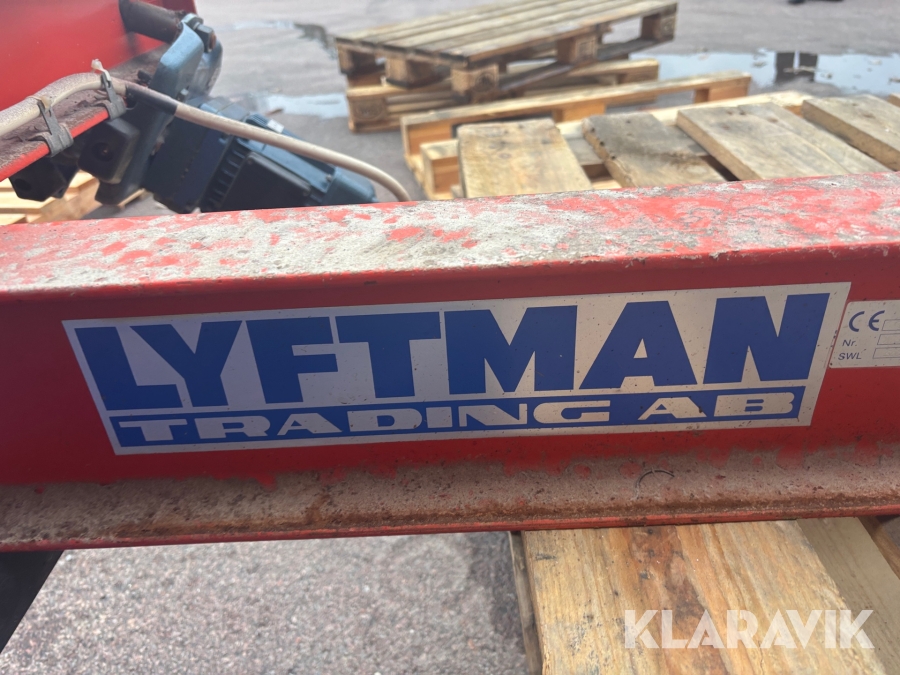 LYFTMAN
TRADING AB
CE
Nr.
SWL
KLARAVIK